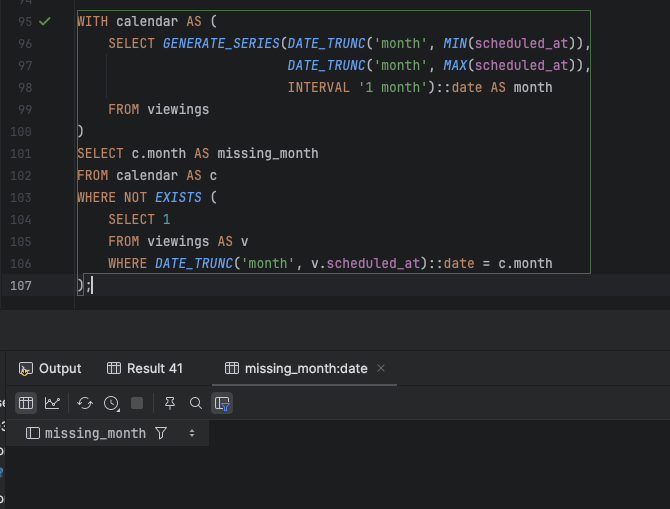 95 WITH calendar AS (
96 SELECT GENERATE_SERIES(DATE_TRUNC('month', MIN(scheduled_at)),
97 DATE_TRUNC('month', MAX(scheduled_at)),
98 INTERVAL '1 month')::date AS month
99 FROM viewings
100 )
101 SELECT c.month AS missing_month
102 FROM calendar AS c
103 WHERE NOT EXISTS (
104 SELECT 1
105 FROM viewings AS v
106 WHERE DATE_TRUNC('month', v.scheduled_at)::date = c.month
107 );
Output Result 41 missing_month:date
missing_month